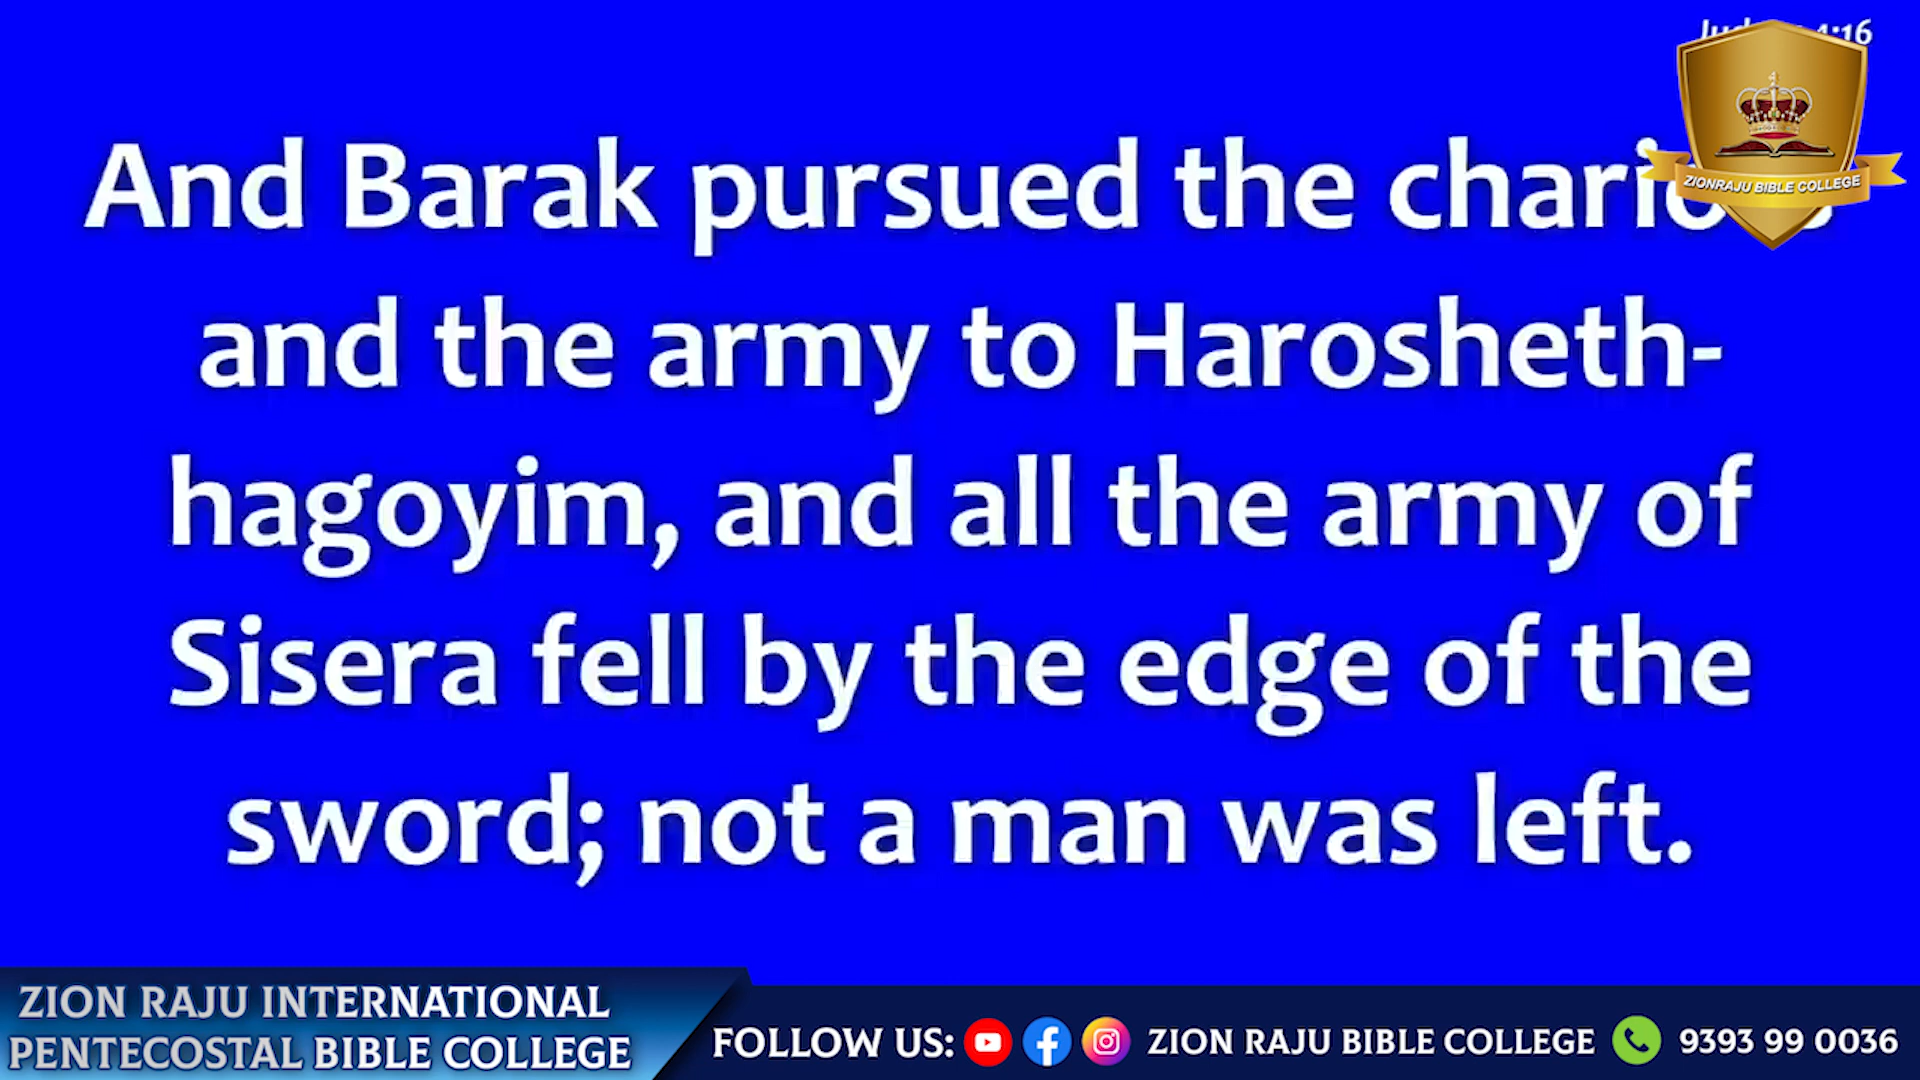 4:16
And Barak pursued the
and the army to Harosheth-
hagoyim, and all the army of
Sisera fell by the edge of the
sword; not a man was left.
ZIONRAJU BIBLE COLLEGE
ZION RAJU INTERNATIONAL
PENTECOSTAL BIBLE COLLEGE
FOLLOW US: ZION RAJU BIBLE COLLEGE 9393 99 0036